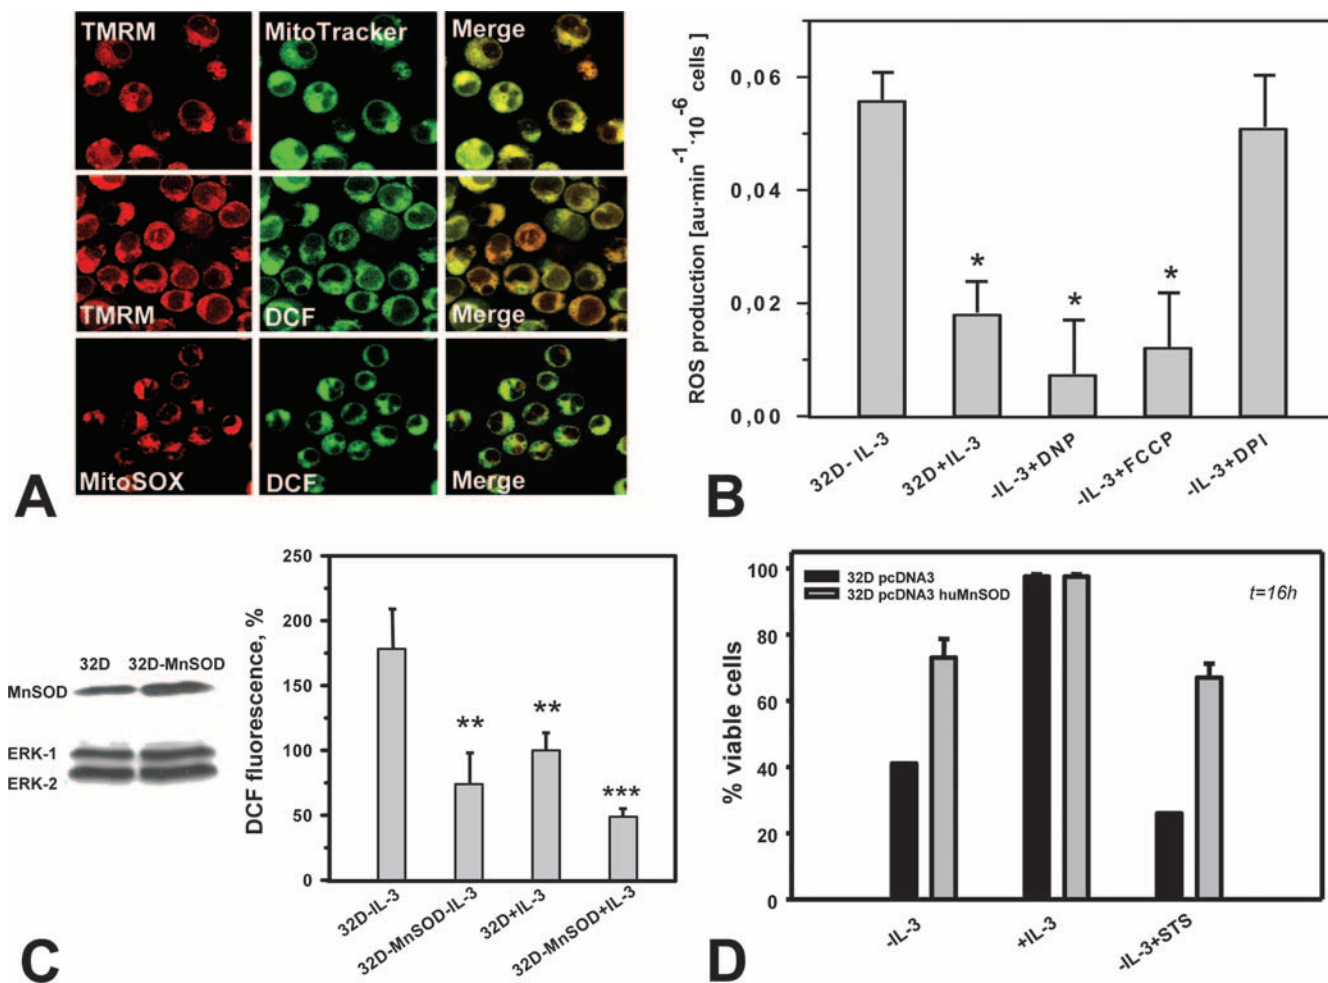 TMRM MitoTracker Merge
TMRM DCF Merge
MitoSOX DCF Merge
A
ROS production [au·min-1·10-6 cells]
0,06
0,04
0,02
0,00
*
*
*
32D- IL-3
32D+IL-3
-IL-3+DNP
-IL-3+FCCP
-IL-3+DPI
B
32D 32D-MnSOD
MnSOD
ERK-1
ERK-2
DCF fluorescence, %
250
200
150
100
50
0
**
**
***
32D-IL-3
32D-MnSOD-IL-3
32D+IL-3
32D-MnSOD+IL-3
C
% viable cells
100
80
60
40
20
0
32D pcDNA3
32D pcDNA3 huMnSOD
t=16h
-IL-3
+IL-3
-IL-3+STS
D